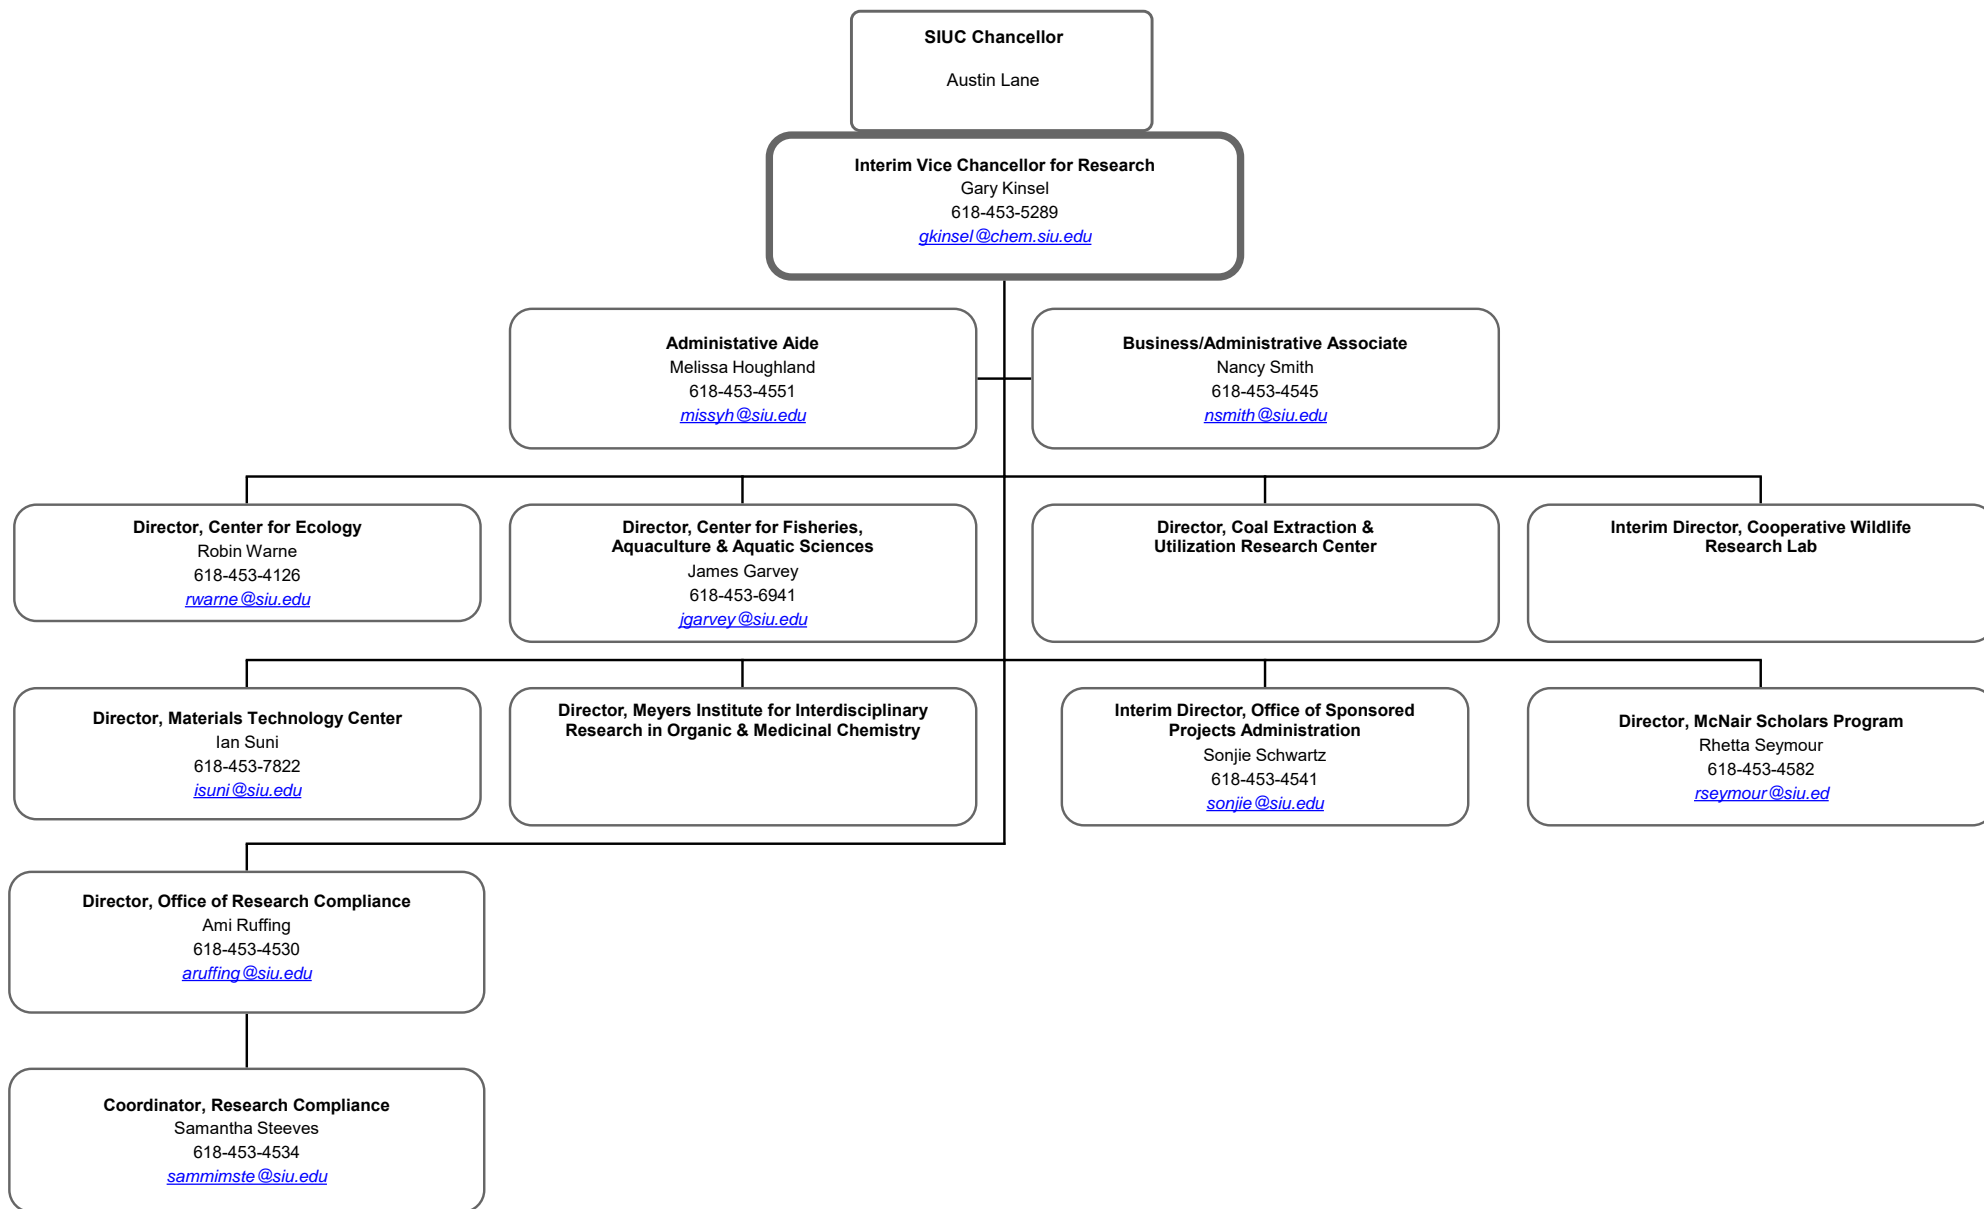 SIUC Chancellor
Austin Lane
Interim Vice Chancellor for Research
Gary Kinsel
618-453-5289
gkinsel@chem.siu.edu
Administative Aide
Melissa Houghland
618-453-4551
missyh@siu.edu
Business/Administrative Associate
Nancy Smith
618-453-4545
nsmith@siu.edu
Director, Center for Ecology
Robin Warne
618-453-4126
rwarne@siu.edu
Director, Center for Fisheries,
Aquaculture & Aquatic Sciences
James Garvey
618-453-6941
jgarvey@siu.edu
Director, Coal Extraction &
Utilization Research Center
Interim Director, Cooperative Wildlife
Research Lab
Director, Materials Technology Center
Ian Suni
618-453-7822
isuni@siu.edu
Director, Meyers Institute for Interdisciplinary
Research in Organic & Medicinal Chemistry
Interim Director, Office of Sponsored
Projects Administration
Sonjie Schwartz
618-453-4541
sonjie@siu.edu
Director, McNair Scholars Program
Rhetta Seymour
618-453-4582
rseymour@siu.ed
Director, Office of Research Compliance
Ami Ruffing
618-453-4530
aruffing@siu.edu
Coordinator, Research Compliance
Samantha Steeves
618-453-4534
sammimste@siu.edu